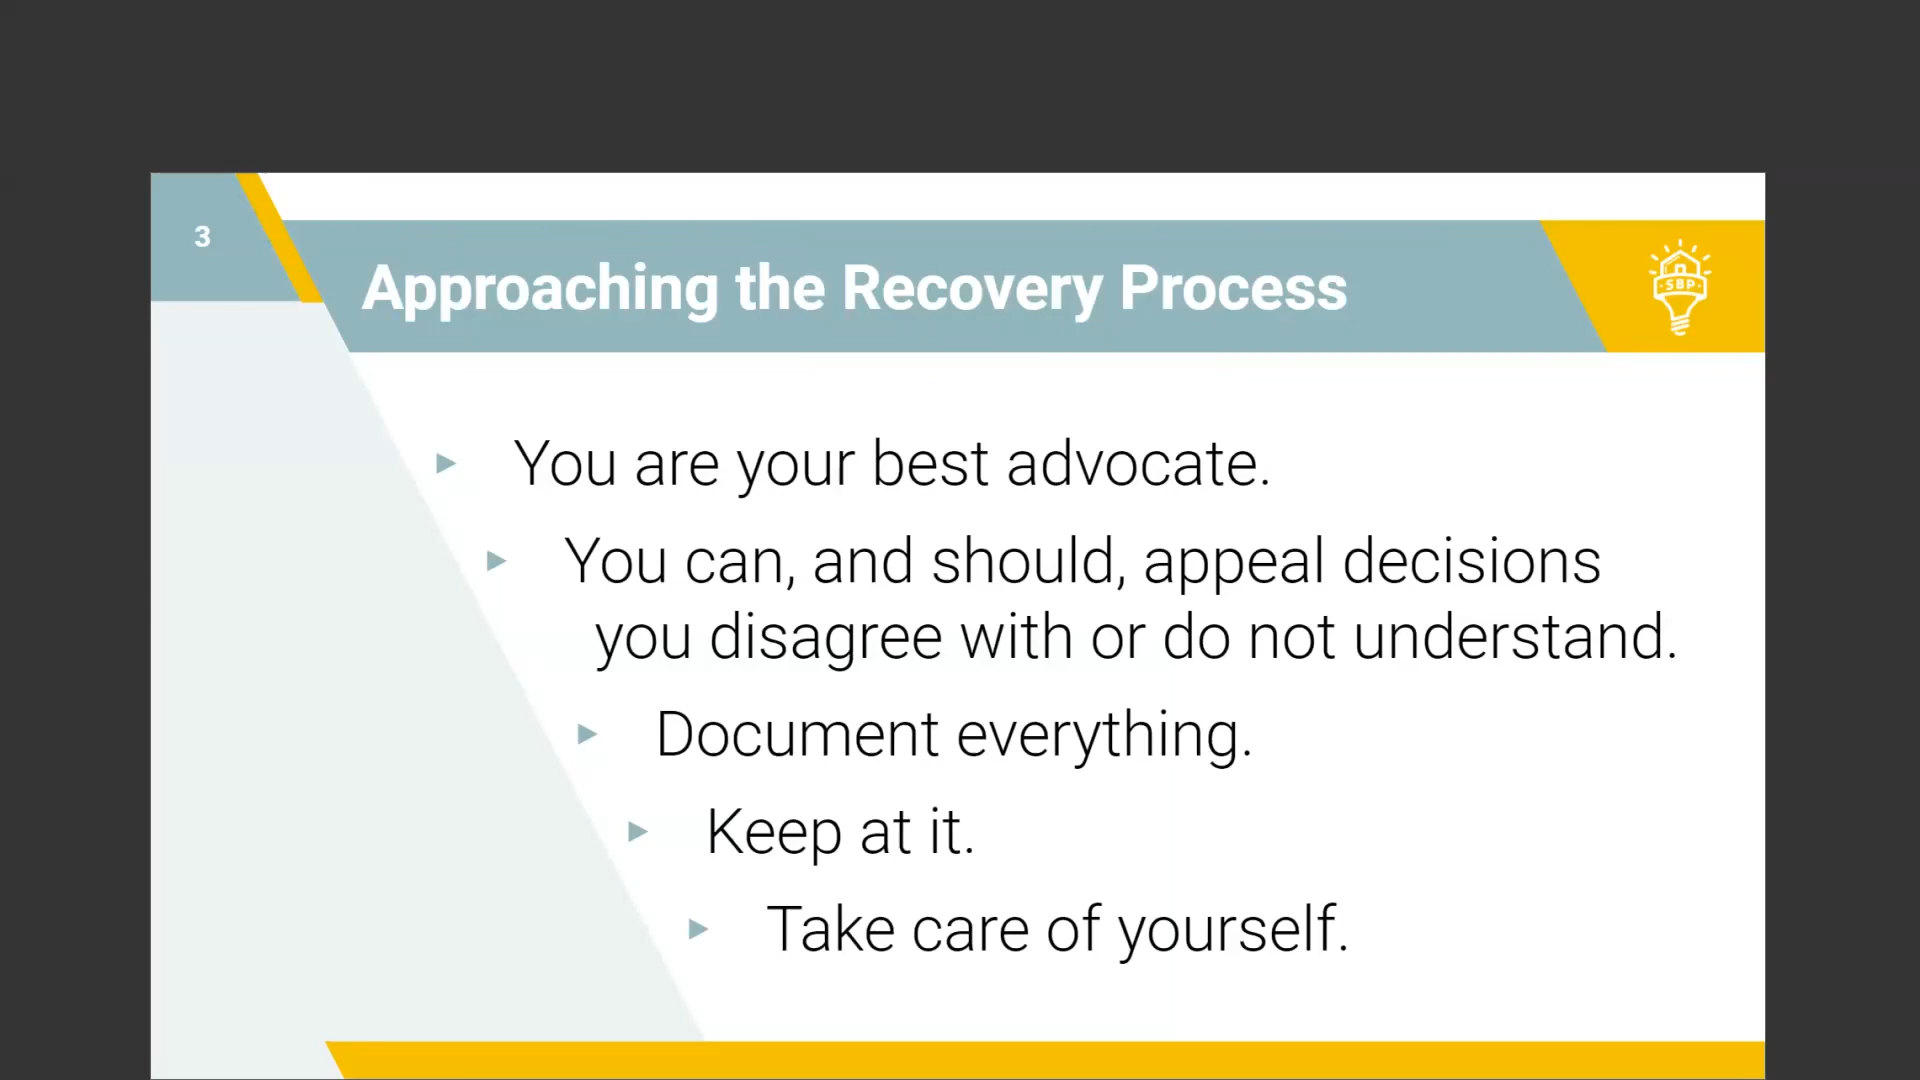 3
Approaching the Recovery Process
SBP
You are your best advocate.
You can, and should, appeal decisions
you disagree with or do not understand.
Document everything.
Keep at it.
Take care of yourself.